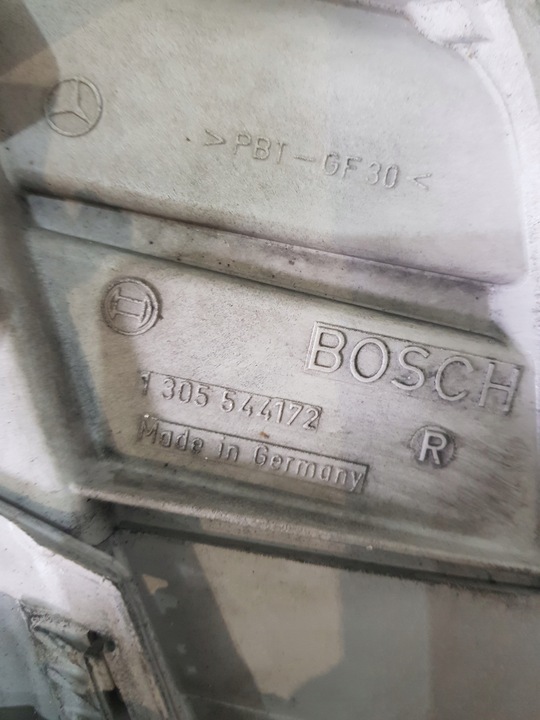 >PBT-GF30<
BOSCH
1 305 544172
R
Made in Germany